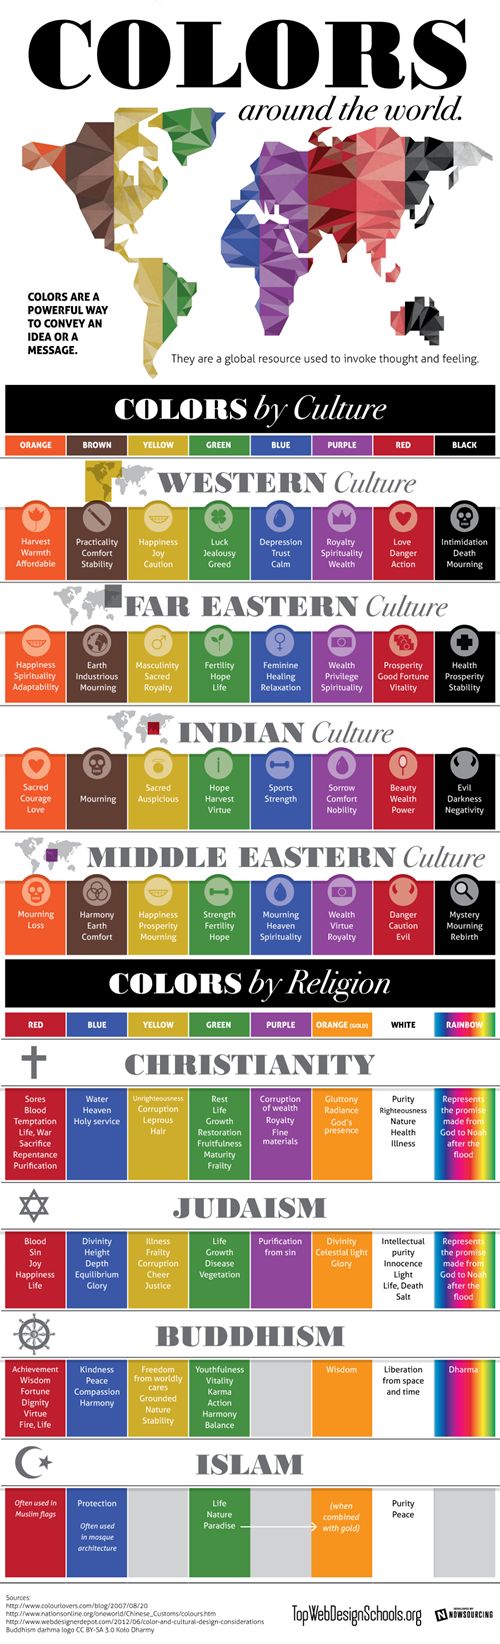 COLORS
around the world.
COLORS ARE A
POWERFUL WAY
TO CONVEY AN
IDEA OR A
MESSAGE.
They are a global resource used to invoke thought and feeling.
COLORS by Culture
ORANGE BROWN YELLOW GREEN BLUE PURPLE RED BLACK
WESTERN Culture
Harvest
Warmth
Affordable
Practicality
Comfort
Stability
Happiness
Joy
Caution
Luck
Jealousy
Greed
Depression
Trust
Calm
Royalty
Spirituality
Wealth
Love
Danger
Action
Intimidation
Death
Mourning
FAR EASTERN Culture
Happiness
Spirituality
Adaptability
Earth
Industrious
Mourning
Masculinity
Sacred
Royalty
Fertility
Hope
Life
Feminine
Healing
Relaxation
Wealth
Privilege
Spirituality
Prosperity
Good Fortune
Vitality
Health
Prosperity
Stability
INDIAN Culture
Sacred
Courage
Love
Mourning
Sacred
Auspicious
Hope
Harvest
Virtue
Sports
Strength
Sorrow
Comfort
Nobility
Beauty
Wealth
Power
Evil
Darkness
Negativity
MIDDLE EASTERN Culture
Mourning
Loss
Harmony
Earth
Comfort
Happiness
Prosperity
Mourning
Strength
Fertility
Hope
Mourning
Heaven
Spirituality
Wealth
Virtue
Royalty
Danger
Caution
Evil
Mystery
Mourning
Rebirth
COLORS by Religion
RED BLUE YELLOW GREEN PURPLE ORANGE (GOLD) WHITE RAINBOW
CHRISTIANITY
Sores
Blood
Temptation
Life, War
Sacrifice
Repentance
Purification
Water
Heaven
Holy service
Unrighteousness
Corruption
Leprous
Hair
Rest
Life
Growth
Restoration
Fruitfulness
Maturity
Frailty
Corruption
of wealth
Royalty
Fine
materials
Gluttony
Radiance
God's
presence
Purity
Righteousness
Nature
Health
Illness
Represents
the promise
made from
God to Noah
after the
flood
JUDAISM
Blood
Sin
Joy
Happiness
Life
Divinity
Height
Depth
Equilibrium
Glory
Illness
Frailty
Corruption
Cheer
Justice
Life
Growth
Disease
Vegetation
Purification
from sin
Divinity
Celestial light
Glory
Intellectual
purity
Innocence
Light
Life, Death
Salt
Represents
the promise
made from
God to Noah
after the
flood
BUDDHISM
Achievement
Wisdom
Fortune
Dignity
Virtue
Fire, Life
Kindness
Peace
Compassion
Harmony
Freedom
from worldly
cares
Grounded
Nature
Stability
Youthfulness
Vitality
Karma
Action
Harmony
Balance
Wisdom
Liberation
from space
and time
Dharma
ISLAM
Often used in
Muslim flags
Protection
Often used
in mosque
architecture
Life
Nature
Paradise
(when
combined
with gold)
Purity
Peace
Sources:
http://www.colourlovers.com/blog/2007/08/20
http://www.nationsonline.org/oneworld/Chinese_Customs/colours.htm
http://www.webdesignerdepot.com/2012/06/color-and-cultural-design-considerations
Buddhism darhma logo CC BY-SA 3.0 Koto Dharmy
TopWebDesignSchools.org
DEVELOPED BY
NOWSOURCING